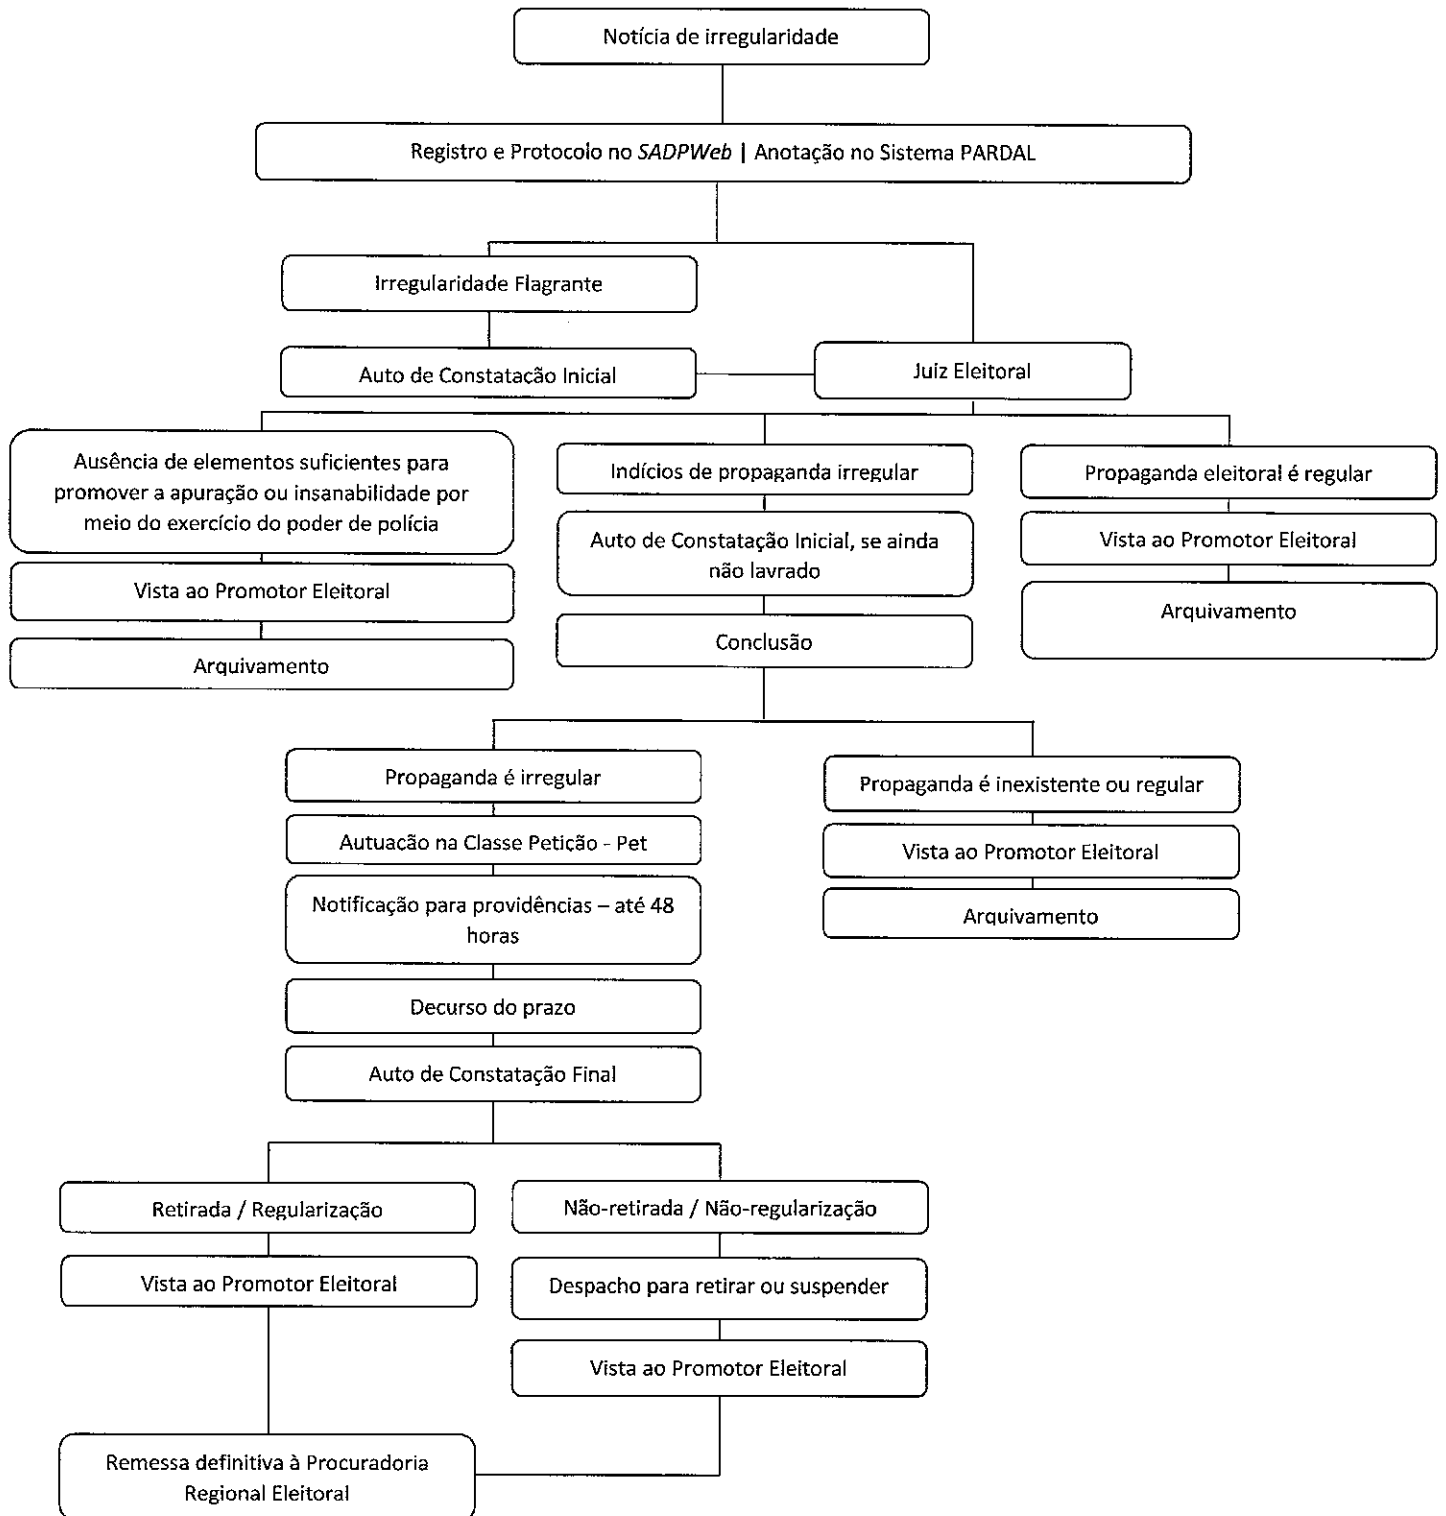 Notícia de irregularidade
Registro e Protocolo no SADPWeb | Anotação no Sistema PARDAL
Irregularidade Flagrante
Auto de Constatação Inicial
Juiz Eleitoral
Ausência de elementos suficientes para
promover a apuração ou insanabilidade por
meio do exercício do poder de polícia
Vista ao Promotor Eleitoral
Arquivamento
Indícios de propaganda irregular
Auto de Constatação Inicial, se ainda
não lavrado
Conclusão
Propaganda eleitoral é regular
Vista ao Promotor Eleitoral
Arquivamento
Propaganda é irregular
Autuação na Classe Petição - Pet
Notificação para providências – até 48
horas
Decurso do prazo
Auto de Constatação Final
Propaganda é inexistente ou regular
Vista ao Promotor Eleitoral
Arquivamento
Retirada / Regularização
Vista ao Promotor Eleitoral
Não-retirada / Não-regularização
Despacho para retirar ou suspender
Vista ao Promotor Eleitoral
Remessa definitiva à Procuradoria
Regional Eleitoral